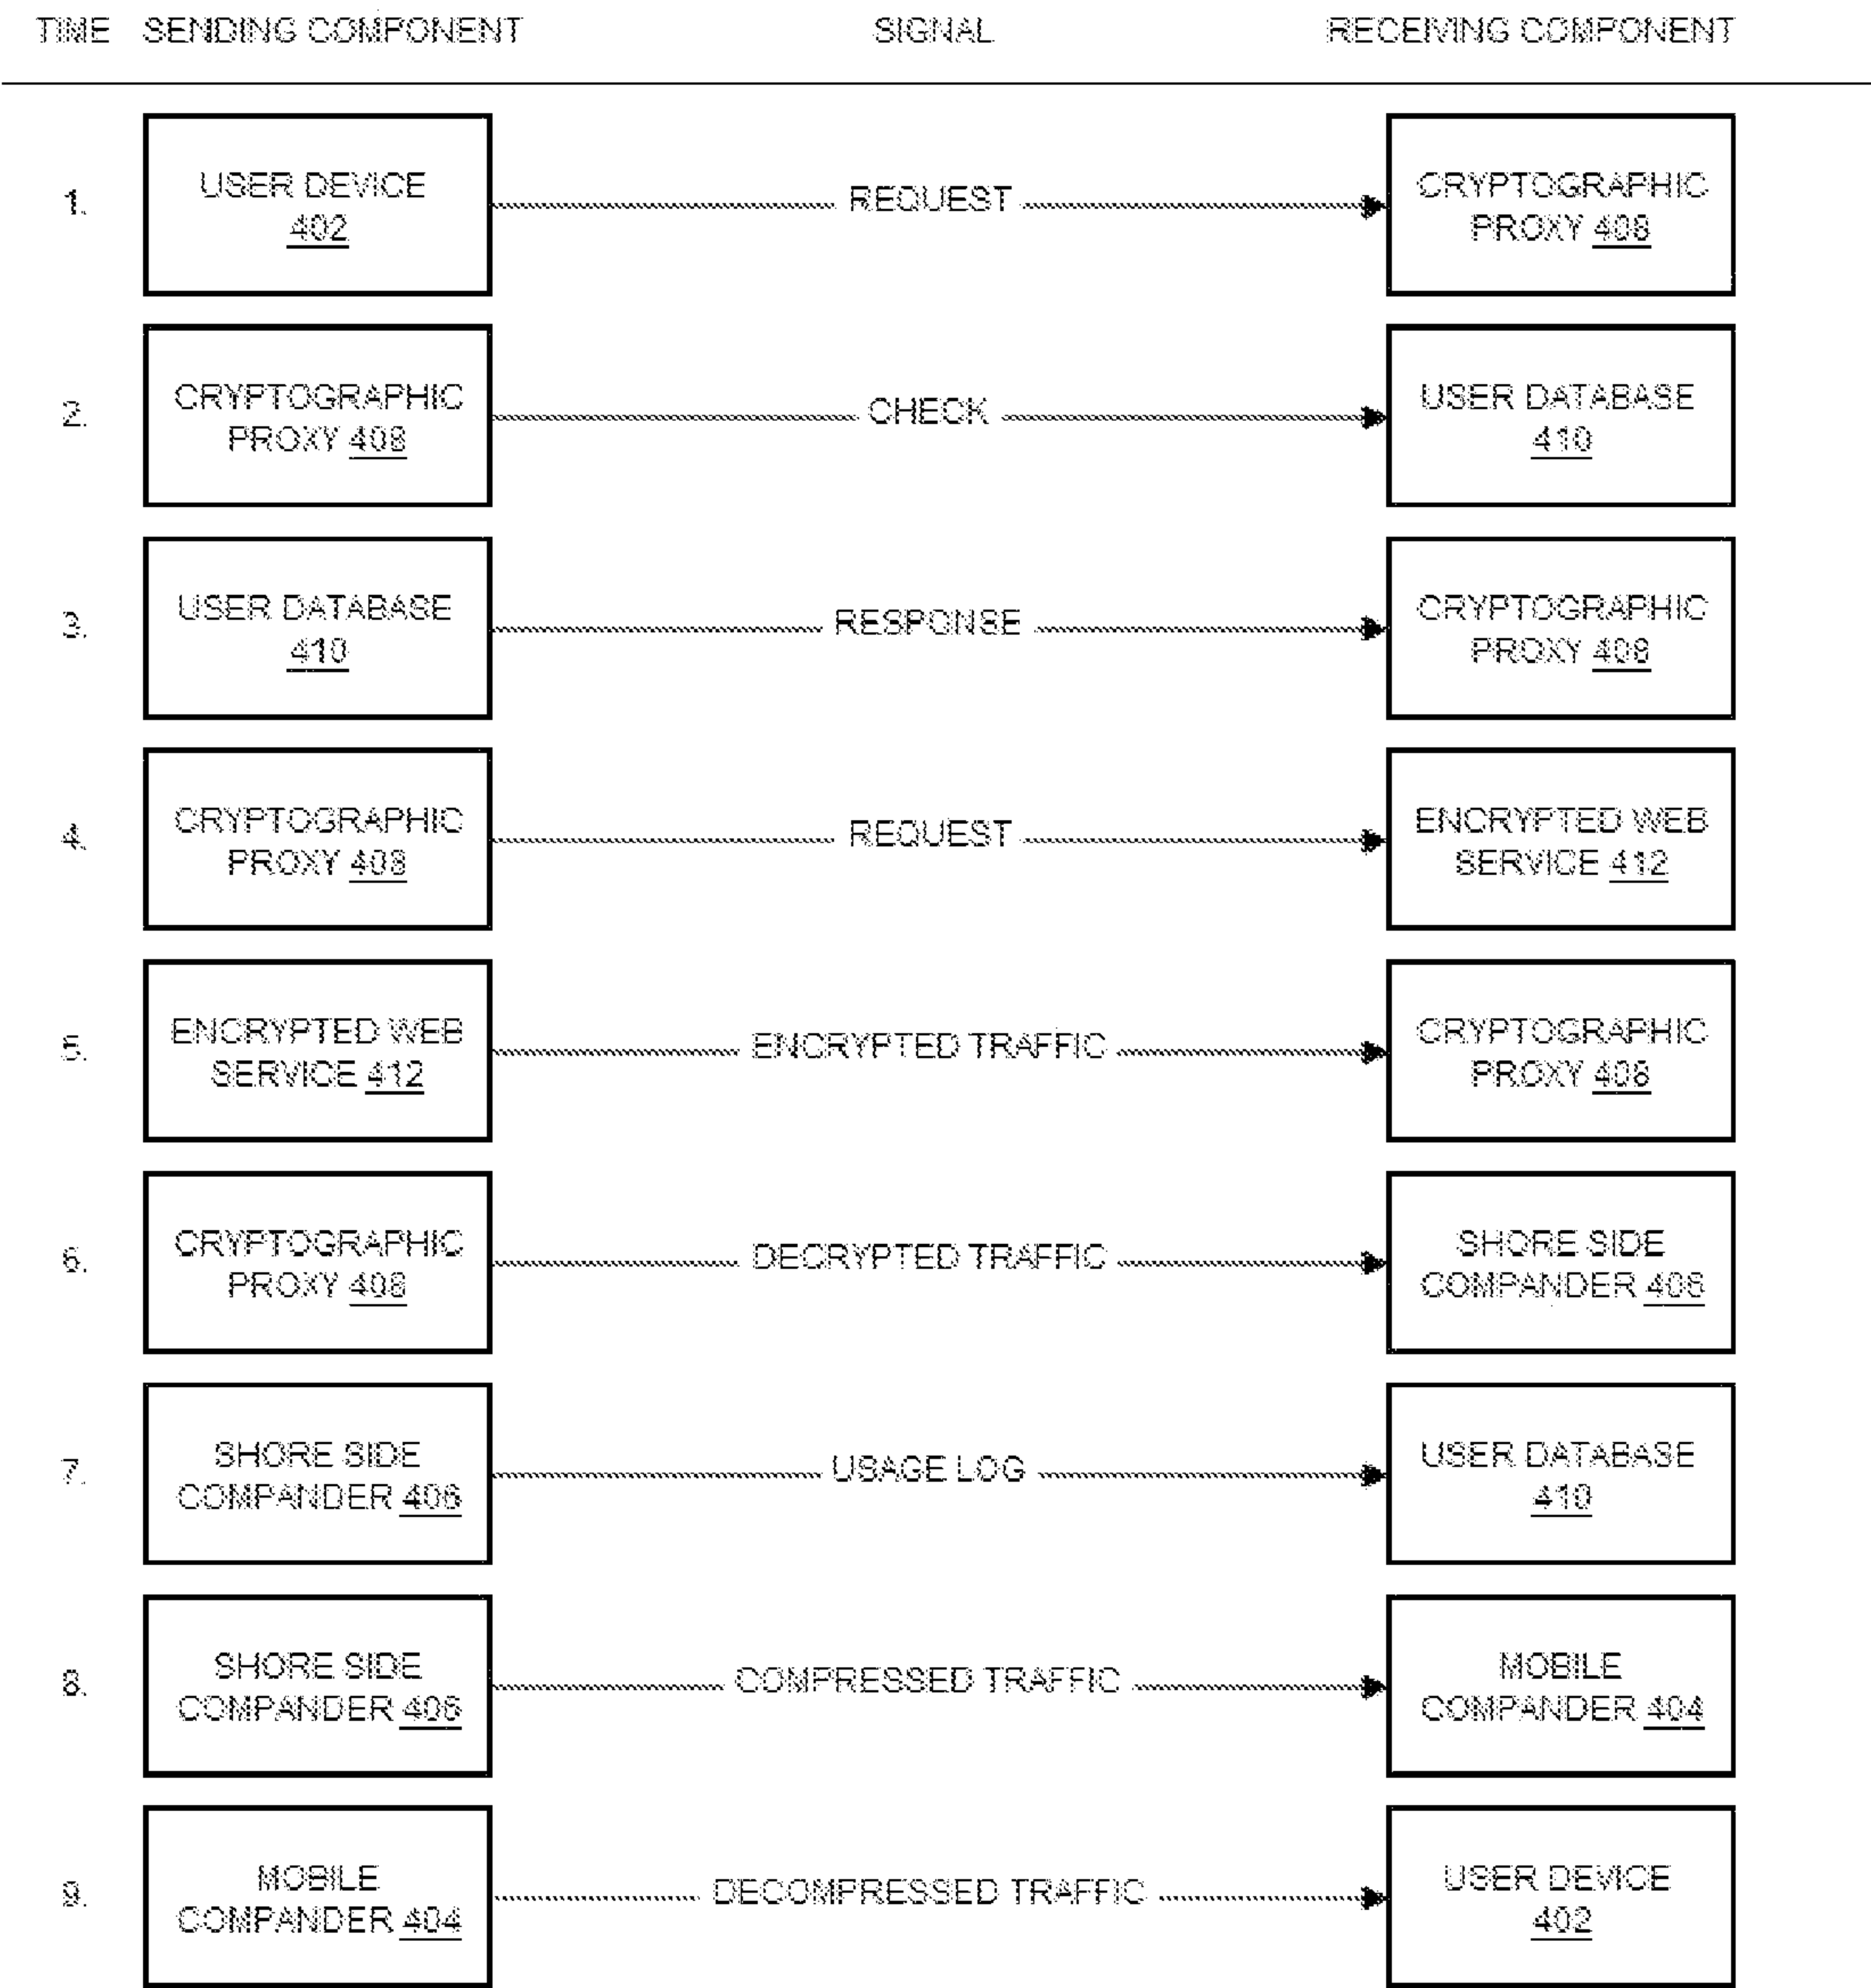 TIME SENDING COMPONENT SIGNAL RECEIVING COMPONENT
1. USER DEVICE 402 REQUEST CRYPTOGRAPHIC PROXY 408
2. CRYPTOGRAPHIC PROXY 408 CHECK USER DATABASE 410
3. USER DATABASE 410 RESPONSE CRYPTOGRAPHIC PROXY 408
4. CRYPTOGRAPHIC PROXY 408 REQUEST ENCRYPTED WEB SERVICE 412
5. ENCRYPTED WEB SERVICE 412 ENCRYPTED TRAFFIC CRYPTOGRAPHIC PROXY 408
6. CRYPTOGRAPHIC PROXY 408 DECRYPTED TRAFFIC SHORE SIDE COMPANDER 406
7. SHORE SIDE COMPANDER 406 USAGE LOG USER DATABASE 410
8. SHORE SIDE COMPANDER 406 COMPRESSED TRAFFIC MOBILE COMPANDER 404
9. MOBILE COMPANDER 404 DECOMPRESSED TRAFFIC USER DEVICE 402